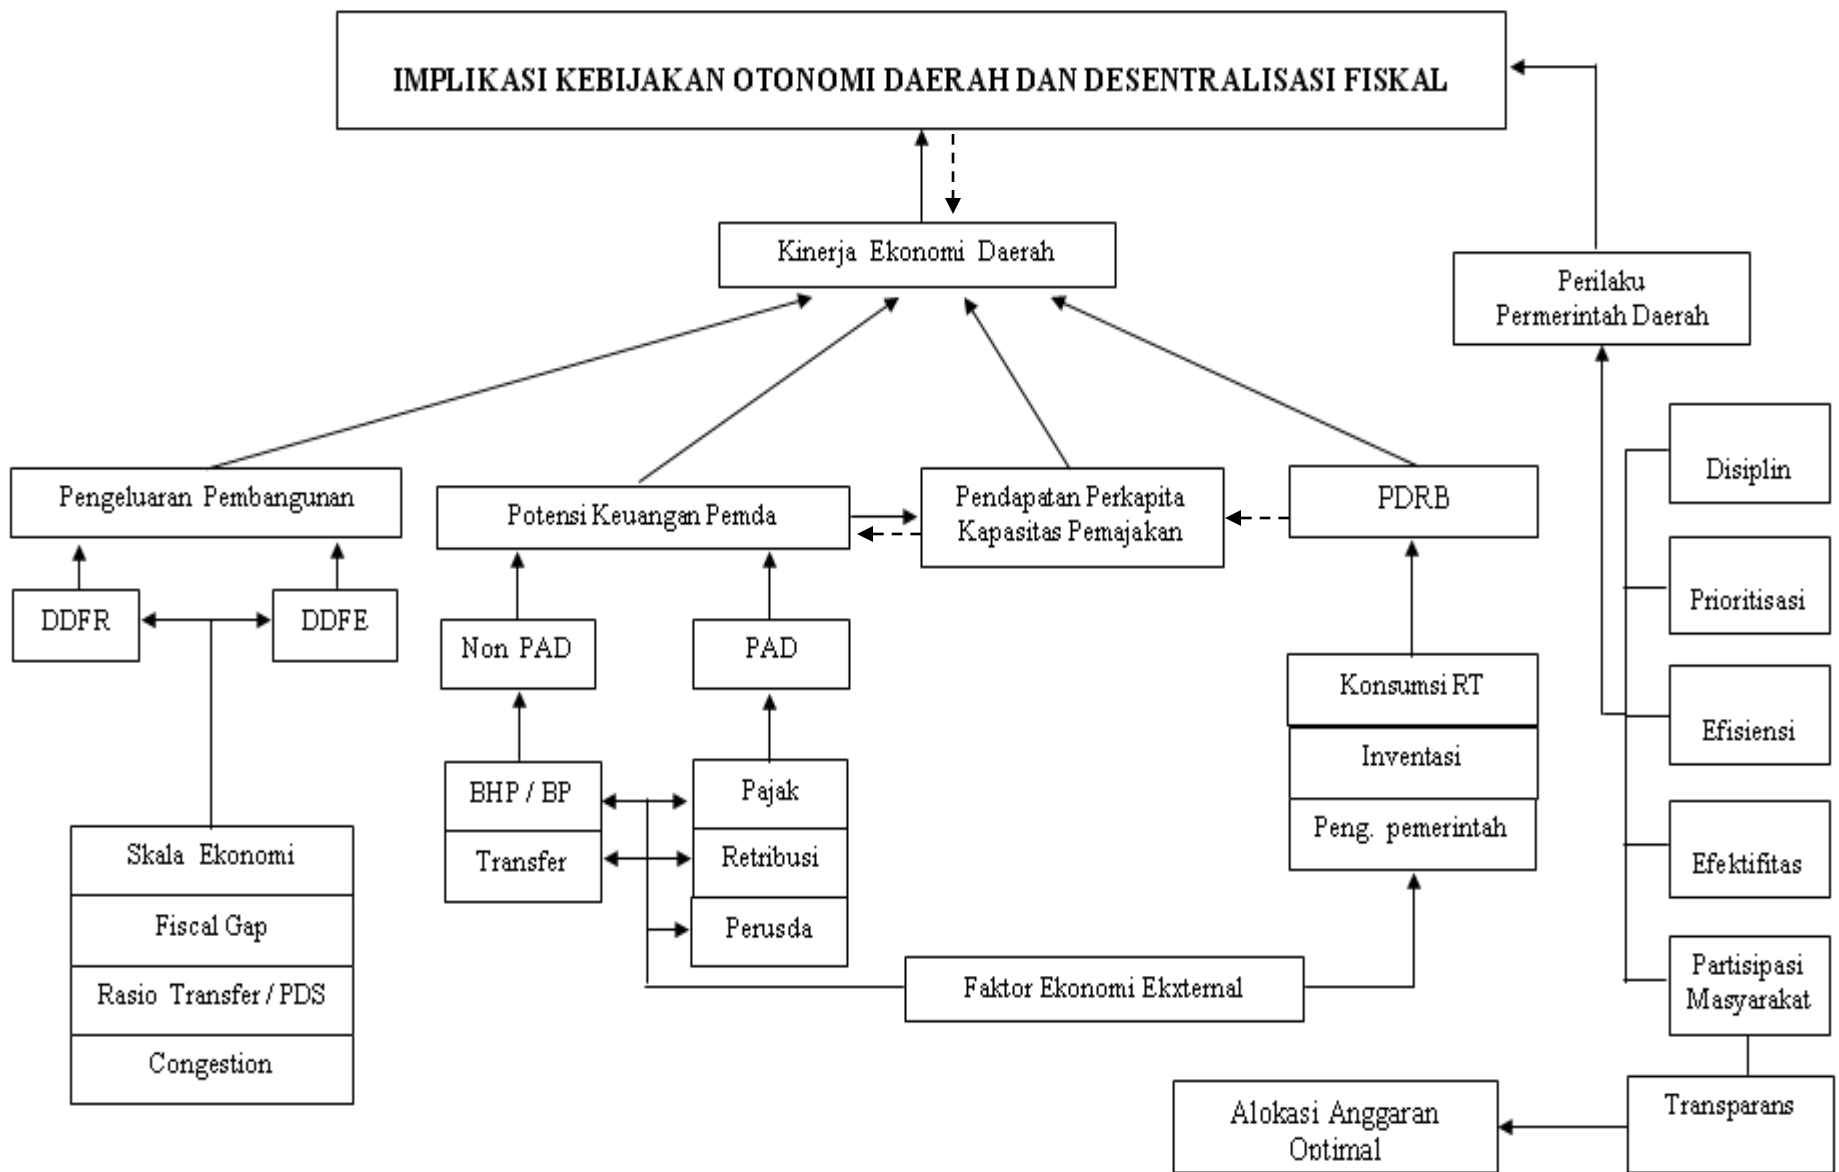 IMPLIKASI KEBIJAKAN OTONOMI DAERAH DAN DESENTRALISASI FISKAL
Kinerja Ekonomi Daerah
Perilaku
Permerintah Daerah
Pengeluaran Pembangunan
Potensi Keuangan Pemda
Pendapatan Perkapita
Kapasitas Pemajakan
PDRB
Disiplin
Prioritisasi
Efisiensi
Efektifitas
Partisipasi
Masyarakat
Transparans
Alokasi Anggaran
Optimal
DDFR
DDFE
Non PAD
PAD
Konsumsi RT
Inventasi
Peng. pemerintah
BHP / BP
Transfer
Pajak
Retribusi
Perusda
Faktor Ekonomi Ekxternal
Skala Ekonomi
Fiscal Gap
Rasio Transfer / PDS
Congestion